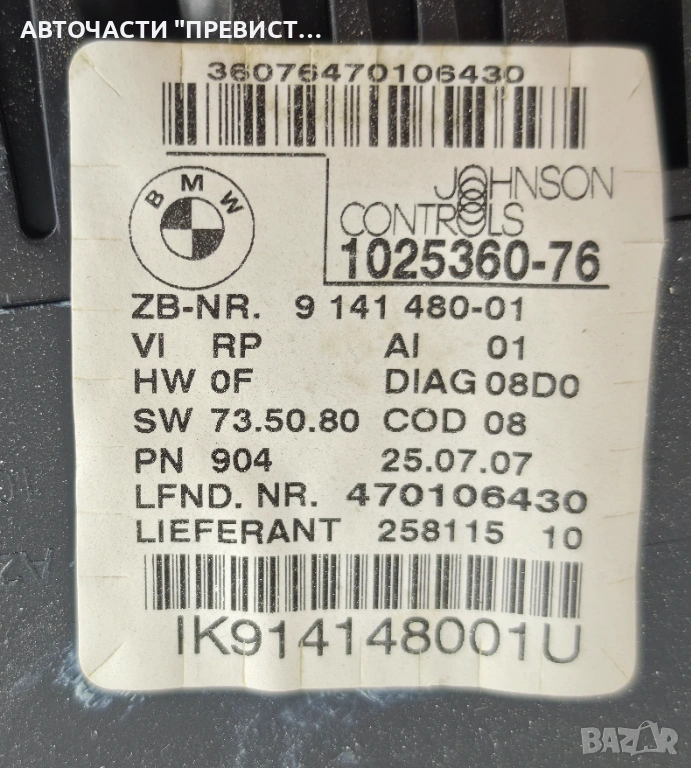 АВТОЧАСТИ "ПРЕВИСТ...
36076470106430
BMW
JOHNSON
CONTROLS
1025360-76
ZB-NR. 9 141 480-01
VI RP AI 01
HW 0F DIAG 08D0
SW 73.50.80 COD 08
PN 904 25.07.07
LFND. NR. 470106430
LIEFERANT 258115 10
IK914148001U
BAZAR